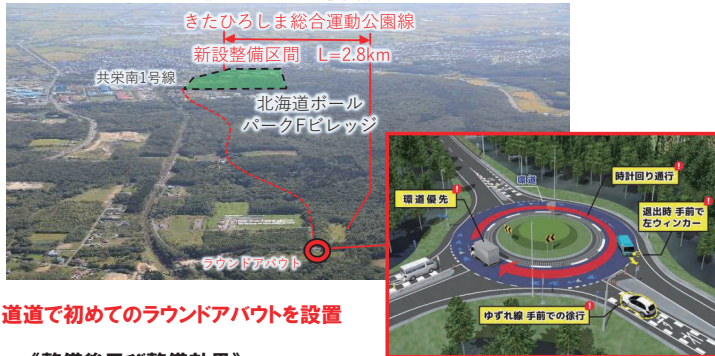 きたひろしま総合運動公園線
新設整備区間 L=2.8km
共栄南1号線
北海道ボール
パークFビレッジ
ラウンドアバウト
環道
時計回り通行
環道優先
退出時 手前で
左ウィンカー
ゆずれ線 手前での徐行
道道で初めてのラウンドアバウトを設置